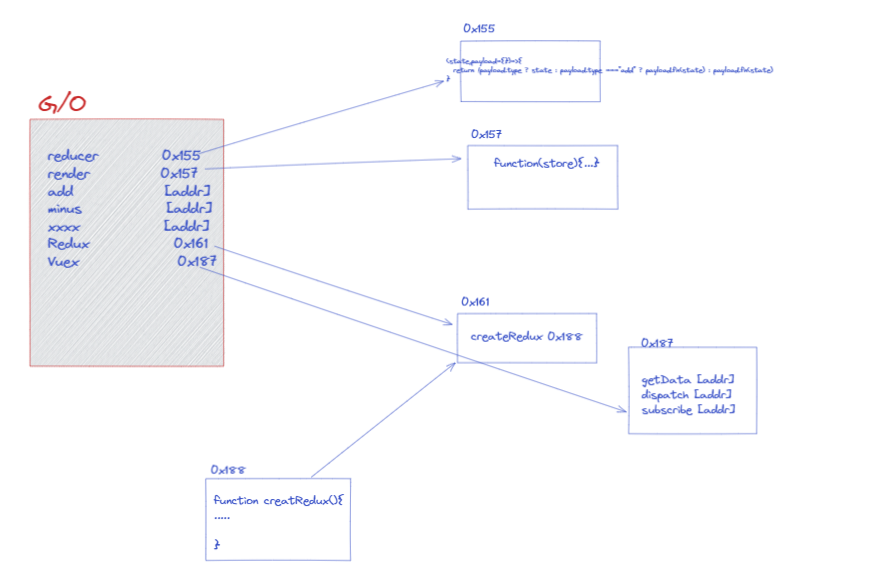 G/O
reducer 0x155
render 0x157
add [addr]
minus [addr]
xxxx [addr]
Redux 0x161
Vuex 0x187
0x155
(state,payload={})=>{
return (payload.type ? state : payload.type ==="add" ? payload.fn(state) : payload.fn(state)
}
0x157
function(store){...}
0x161
createRedux 0x188
0x187
getData [addr]
dispatch [addr]
subscribe [addr]
0x188
function creatRedux(){
.....
}